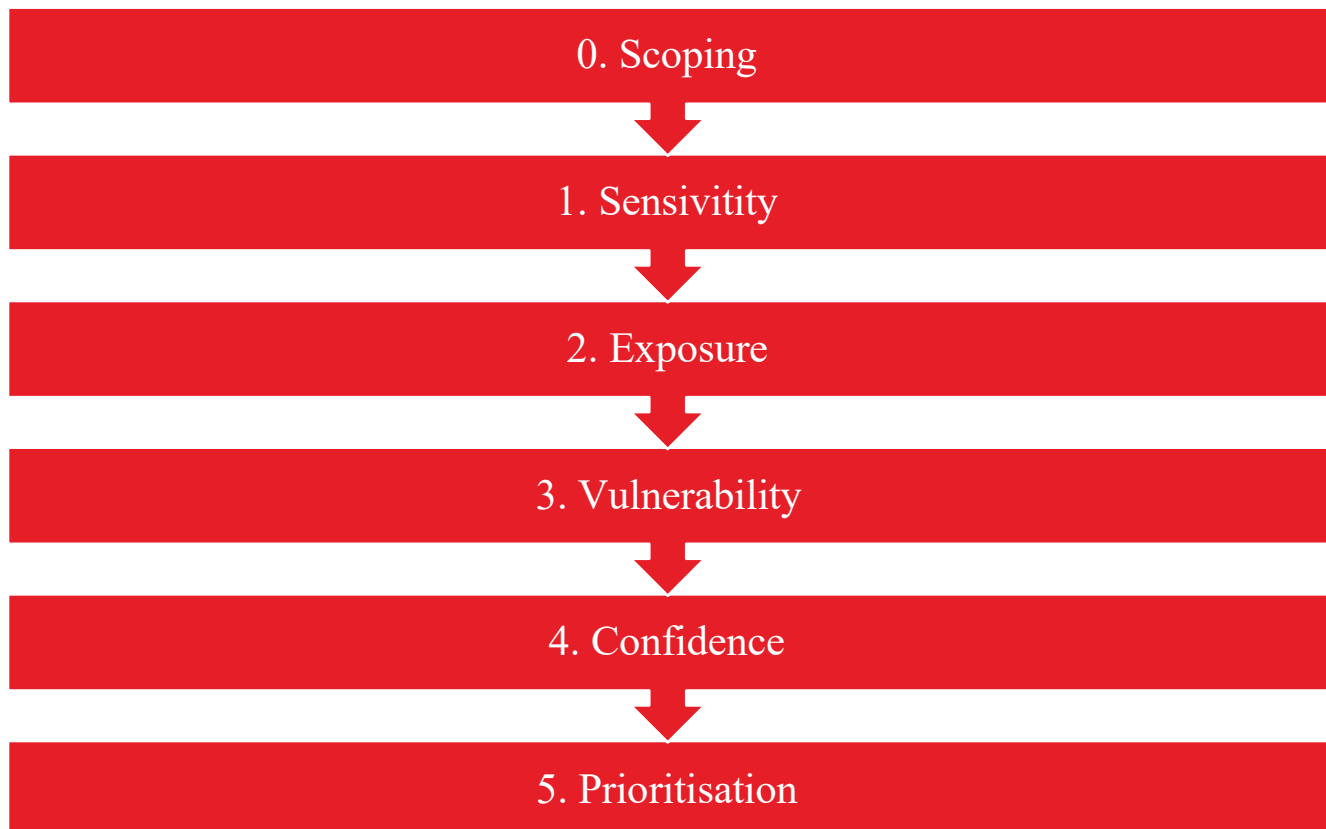 0. Scoping
1. Sensivitity
2. Exposure
3. Vulnerability
4. Confidence
5. Prioritisation